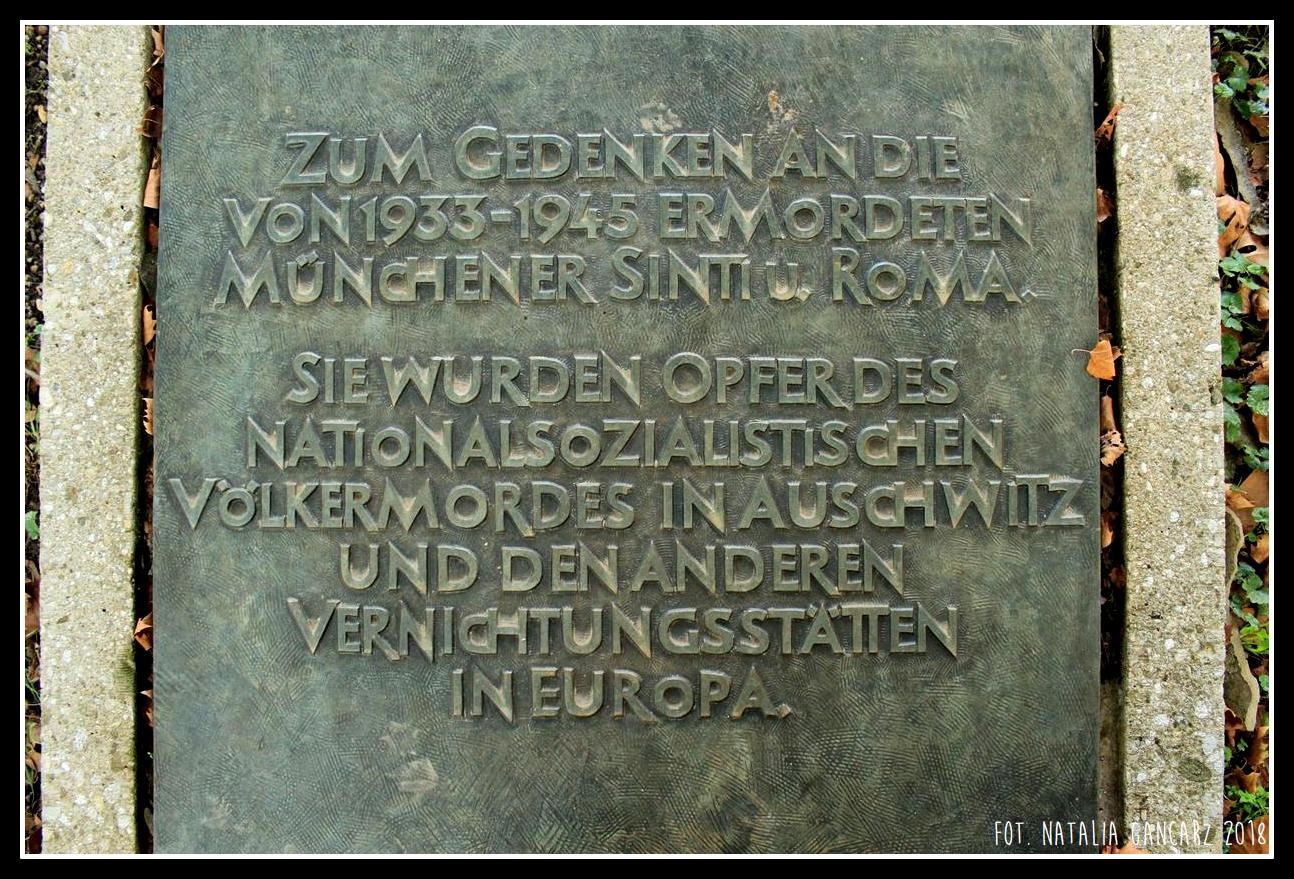 ZUM GEDENKEN AN DIE
VON 1933-1945 ERMORDETEN
MÜNCHENER SINTI u. ROMA.
SIE WURDEN OPFER DES
NATIONALSOZIALISTISCHEN
VÖLKERMORDES IN AUSCHWITZ
UND DEN ANDEREN
VERNICHTUNGSSTÄTTEN
IN EUROPA.
FOT. NATALIA GANCARZ 2018